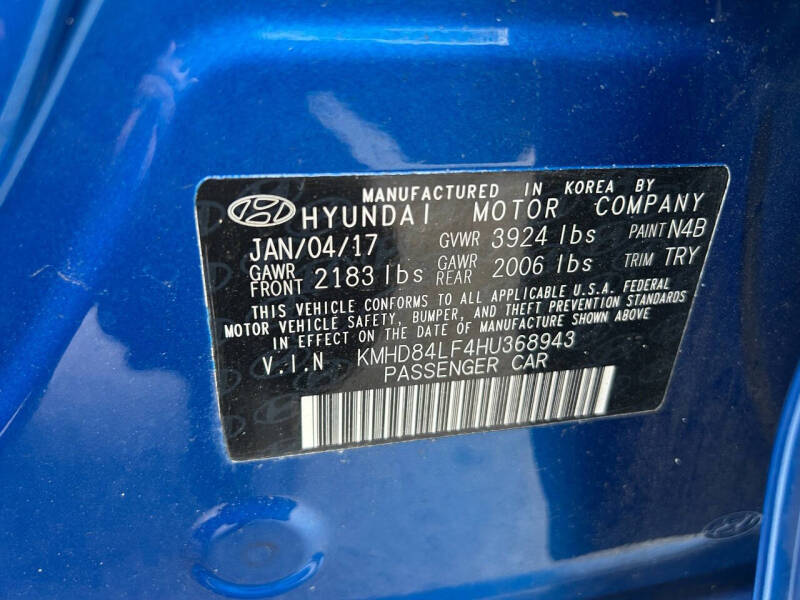 MANUFACTURED IN KOREA BY
HYUNDAI MOTOR COMPANY
JAN/04/17 GVWR 3924 lbs PAINT N4B
GAWR FRONT 2183 lbs GAWR REAR 2006 lbs TRIM TRY
THIS VEHICLE CONFORMS TO ALL APPLICABLE U.S.A. FEDERAL
MOTOR VEHICLE SAFETY, BUMPER, AND THEFT PREVENTION STANDARDS
IN EFFECT ON THE DATE OF MANUFACTURE SHOWN ABOVE
V.I.N KMHD84LF4HU368943
PASSENGER CAR